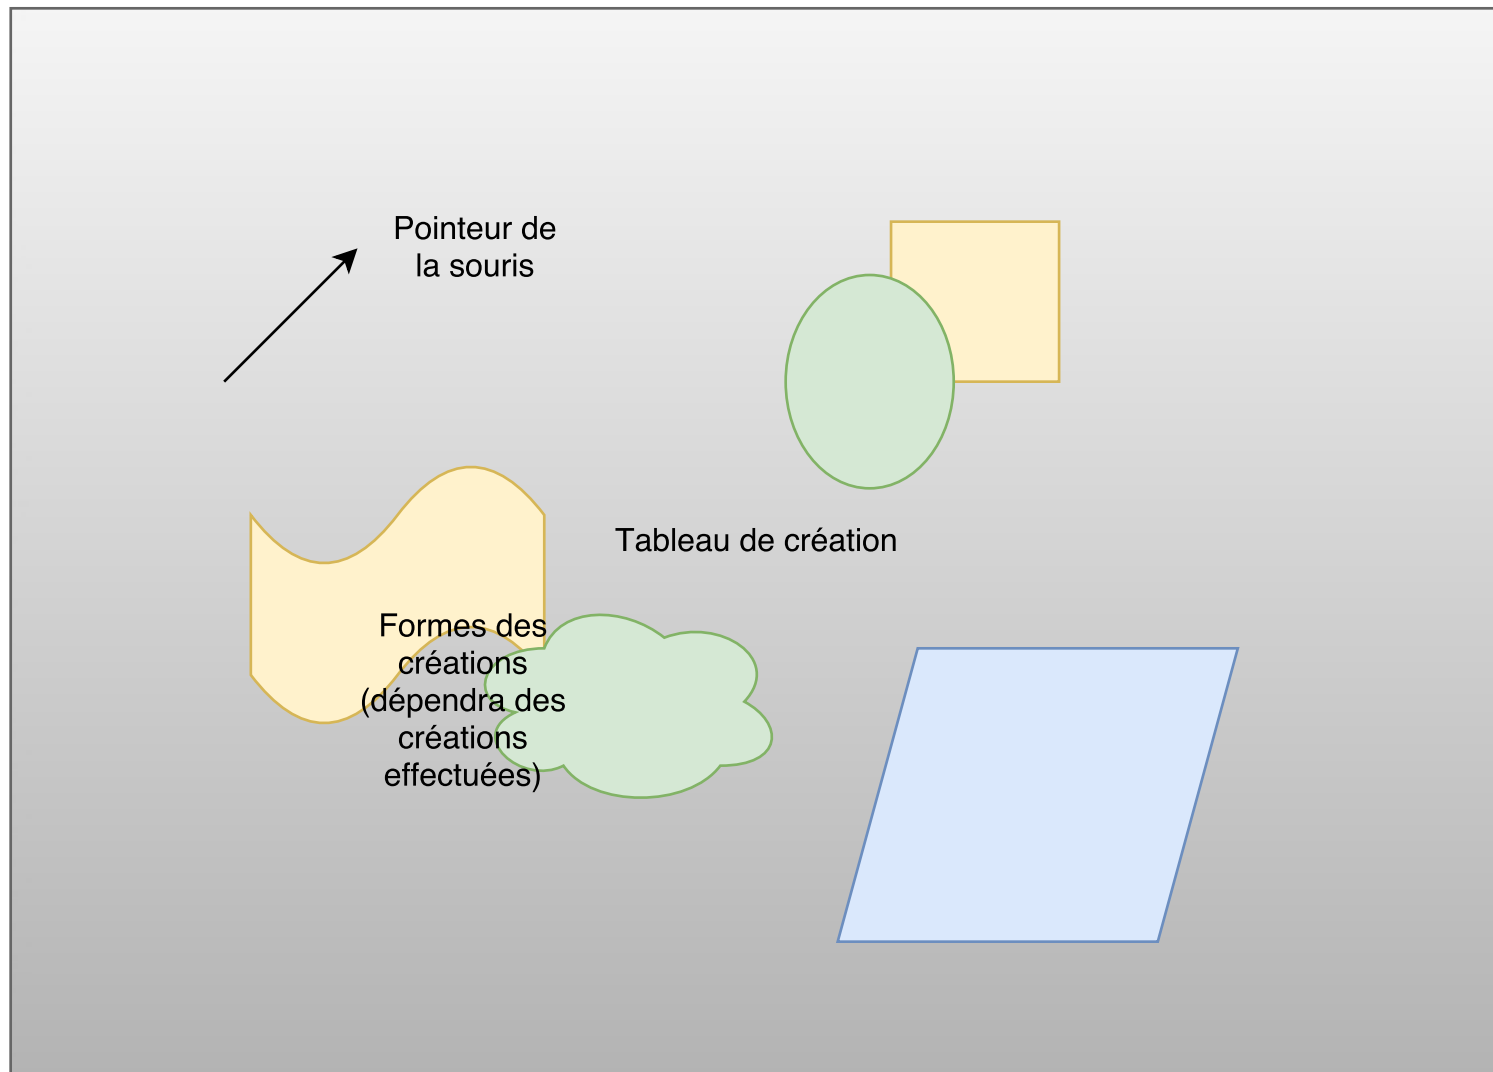 Pointeur de
la souris
Tableau de création
Formes des
créations
(dépendra des
créations
effectuées)